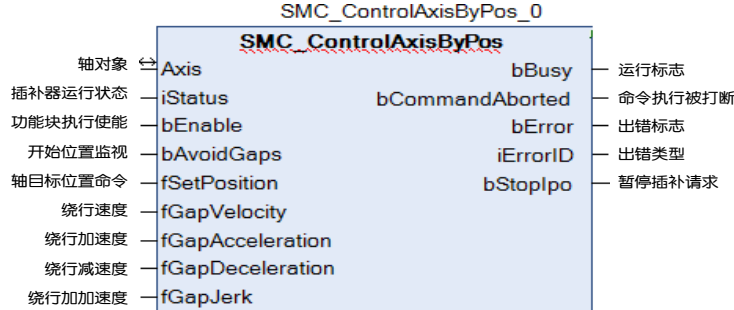 SMC_ControlAxisByPos_0
SMC_ControlAxisByPos
轴对象 Axis bBusy 运行标志
插补器运行状态 iStatus bCommandAborted 命令执行被打断
功能块执行使能 bEnable bError 出错标志
开始位置监视 bAvoidGaps iErrorID 出错类型
轴目标位置命令 fSetPosition bStopIpo 暂停插补请求
绕行速度 fGapVelocity
绕行加速度 fGapAcceleration
绕行减速度 fGapDeceleration
绕行加加速度 fGapJerk